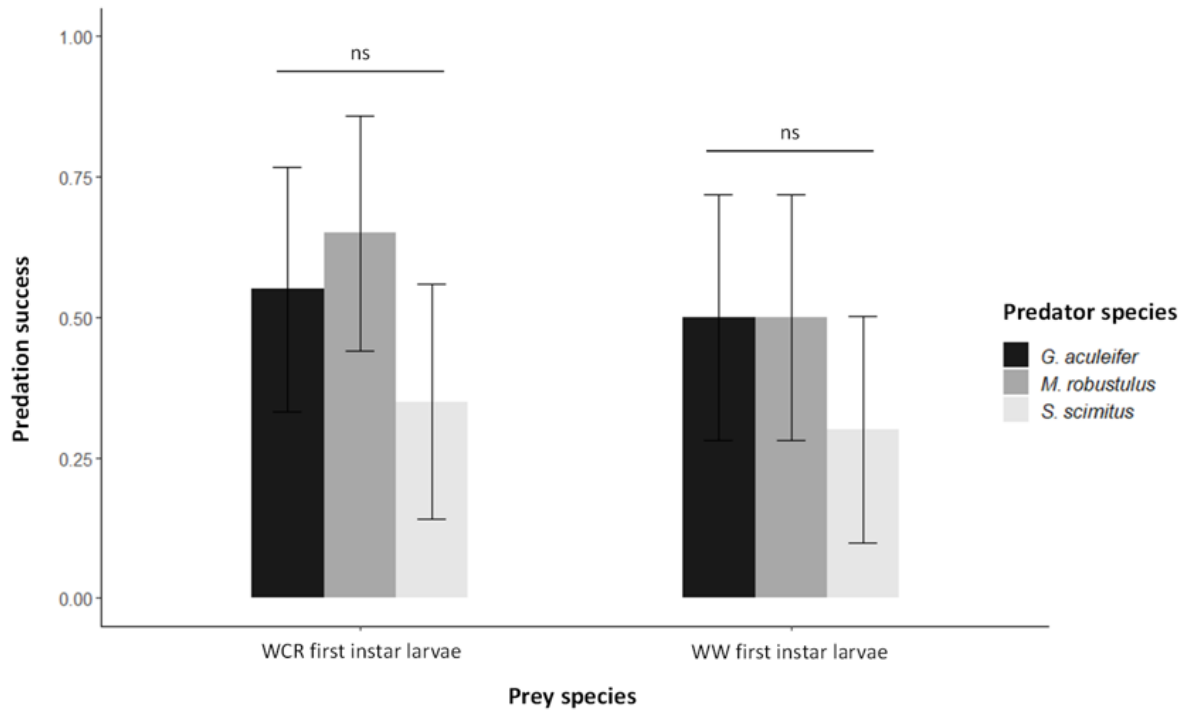 1.00
0.75
0.50
0.25
0.00
Predation success
ns
ns
WCR first instar larvae
WW first instar larvae
Prey species
Predator species
G. aculeifer
M. robustulus
S. scimitus